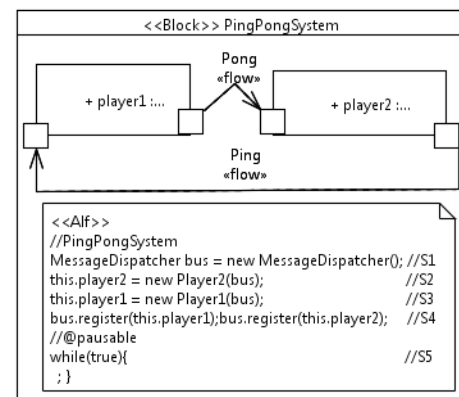 <<Block>> PingPongSystem
Pong
«flow»
+ player1 :...
+ player2 :...
Ping
«flow»
<<Alf>>
//PingPongSystem
MessageDispatcher bus = new MessageDispatcher(); //S1
this.player2 = new Player2(bus); //S2
this.player1 = new Player1(bus); //S3
bus.register(this.player1);bus.register(this.player2); //S4
//@pausable
while(true){ //S5
; }